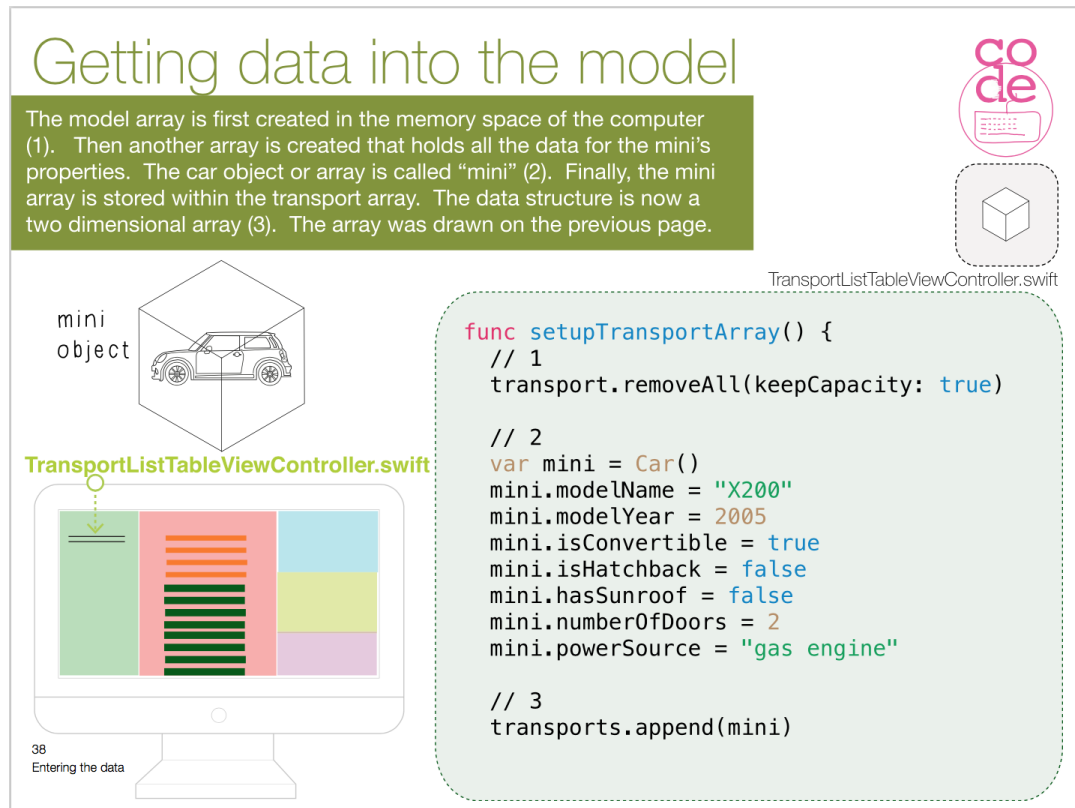 Getting data into the model
co
de
The model array is first created in the memory space of the computer
(1).   Then another array is created that holds all the data for the mini's
properties.  The car object or array is called “mini” (2).  Finally, the mini
array is stored within the transport array.  The data structure is now a
two dimensional array (3).  The array was drawn on the previous page.
TransportListTableViewController.swift
mini
object
TransportListTableViewController.swift
func setupTransportArray() {
  // 1
  transport.removeAll(keepCapacity: true)
  // 2
  var mini = Car()
  mini.modelName = "X200"
  mini.modelYear = 2005
  mini.isConvertible = true
  mini.isHatchback = false
  mini.hasSunroof = false
  mini.numberOfDoors = 2
  mini.powerSource = "gas engine"
  // 3
  transports.append(mini)
38
Entering the data